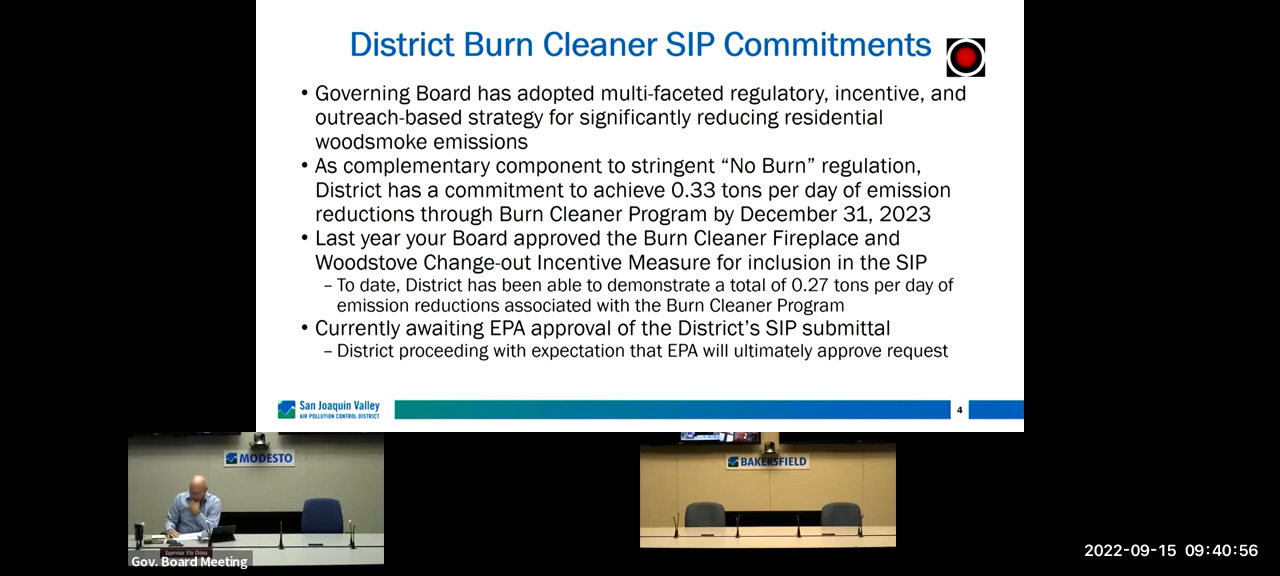 District Burn Cleaner SIP Commitments
• Governing Board has adopted multi-faceted regulatory, incentive, and
outreach-based strategy for significantly reducing residential
woodsmoke emissions
• As complementary component to stringent “No Burn” regulation,
District has a commitment to achieve 0.33 tons per day of emission
reductions through Burn Cleaner Program by December 31, 2023
• Last year your Board approved the Burn Cleaner Fireplace and
Woodstove Change-out Incentive Measure for inclusion in the SIP
– To date, District has been able to demonstrate a total of 0.27 tons per day of
emission reductions associated with the Burn Cleaner Program
• Currently awaiting EPA approval of the District’s SIP submittal
– District proceeding with expectation that EPA will ultimately approve request
San Joaquin Valley
AIR POLLUTION CONTROL DISTRICT
4
MODESTO
BAKERSFIELD
Supervisor Vito Chiesa
Gov. Board Meeting
2022-09-15 09:40:56